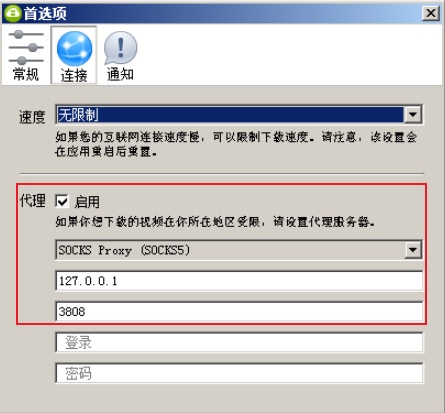 首选项
常规 连接 通知
速度 无限制
如果您的互联网连接速度慢，可以限制下载速度。请注意，该设置会
在应用重启后重置。
代理 启用
如果你想下载的视频在你所在地区受限，请设置代理服务器。
SOCKS Proxy (SOCKS5)
127.0.0.1
3808
登录
密码